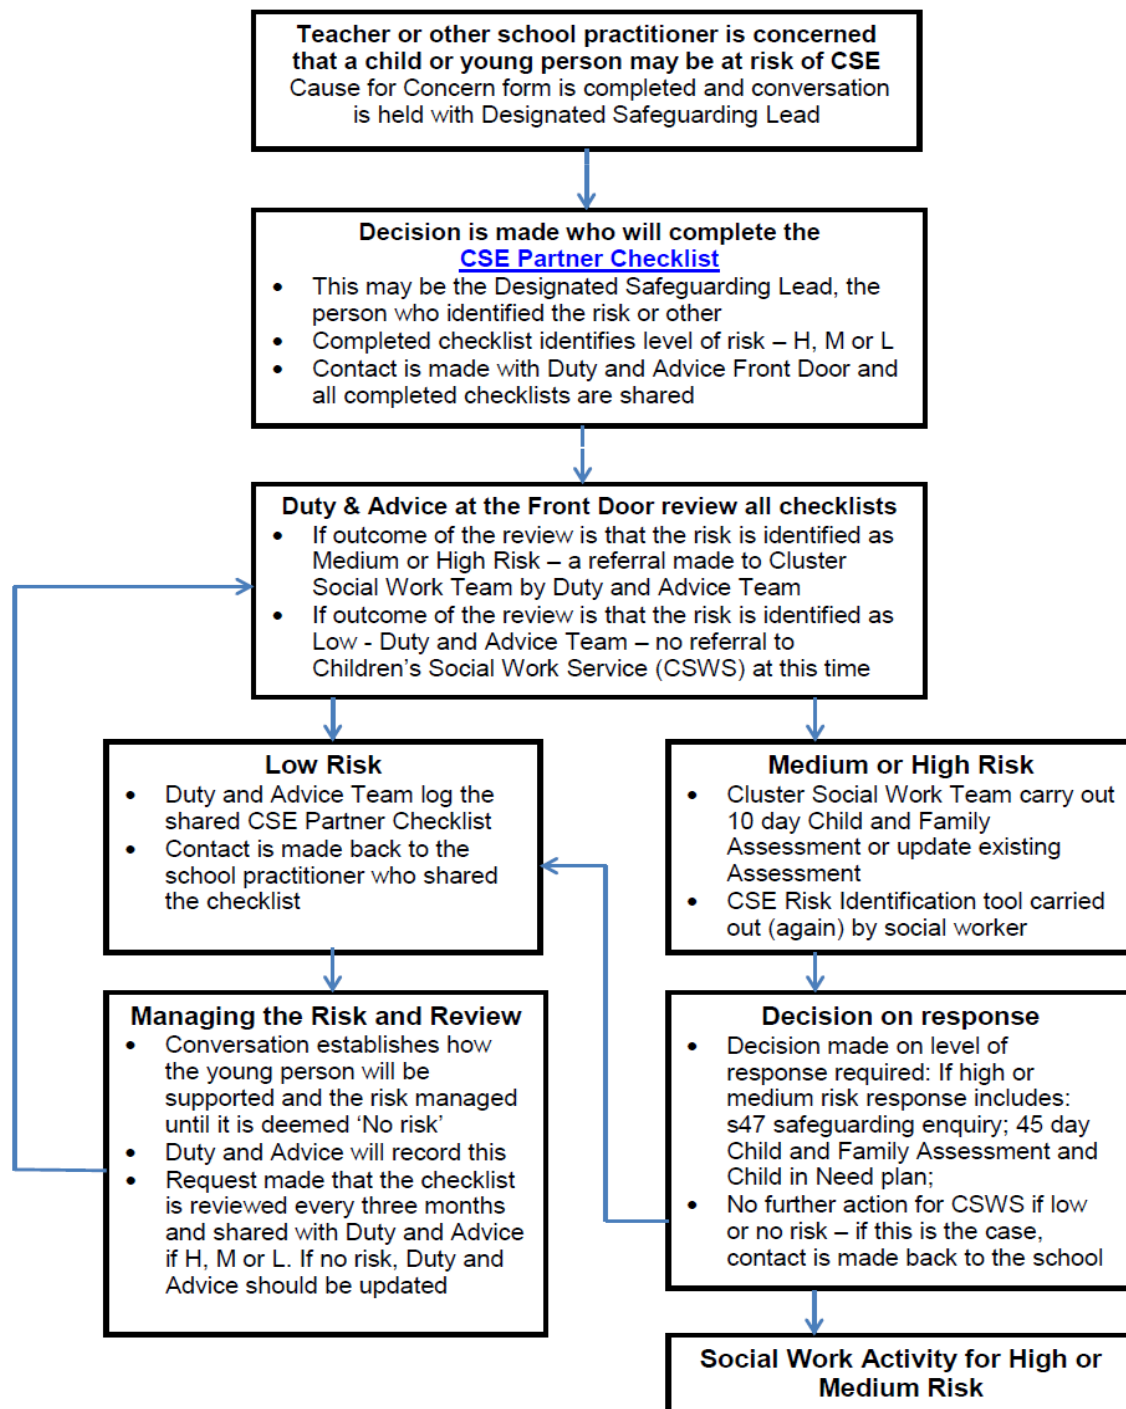 Teacher or other school practitioner is concerned
that a child or young person may be at risk of CSE
Cause for Concern form is completed and conversation
is held with Designated Safeguarding Lead
Decision is made who will complete the
CSE Partner Checklist
• This may be the Designated Safeguarding Lead, the
person who identified the risk or other
• Completed checklist identifies level of risk – H, M or L
• Contact is made with Duty and Advice Front Door and
all completed checklists are shared
Duty & Advice at the Front Door review all checklists
• If outcome of the review is that the risk is identified as
Medium or High Risk – a referral made to Cluster
Social Work Team by Duty and Advice Team
• If outcome of the review is that the risk is identified as
Low - Duty and Advice Team – no referral to
Children's Social Work Service (CSWS) at this time
Low Risk
• Duty and Advice Team log the
shared CSE Partner Checklist
• Contact is made back to the
school practitioner who shared
the checklist
Medium or High Risk
• Cluster Social Work Team carry out
10 day Child and Family
Assessment or update existing
Assessment
• CSE Risk Identification tool carried
out (again) by social worker
Managing the Risk and Review
• Conversation establishes how
the young person will be
supported and the risk managed
until it is deemed 'No risk'
• Duty and Advice will record this
• Request made that the checklist
is reviewed every three months
and shared with Duty and Advice
if H, M or L. If no risk, Duty and
Advice should be updated
Decision on response
• Decision made on level of
response required: If high or
medium risk response includes:
s47 safeguarding enquiry; 45 day
Child and Family Assessment and
Child in Need plan;
• No further action for CSWS if low
or no risk – if this is the case,
contact is made back to the school
Social Work Activity for High or
Medium Risk